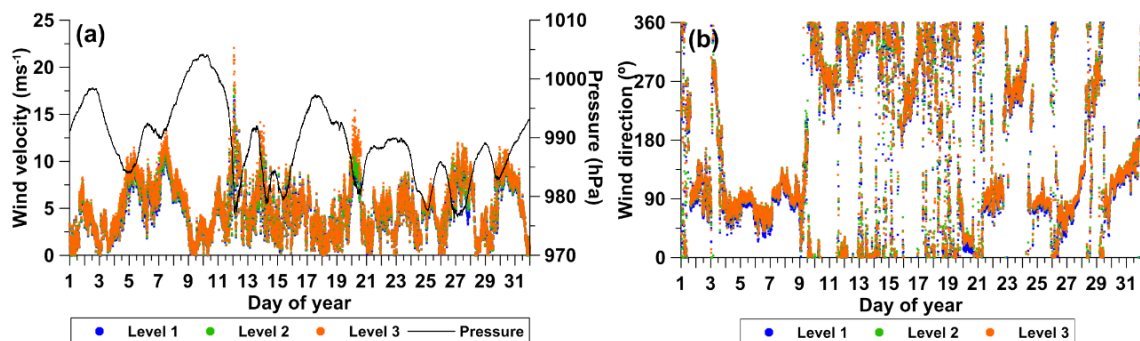 (a)
Wind velocity (ms⁻¹)
25
20
15
10
5
0
1010
1000
990
980
970
Pressure (hPa)
1 3 5 7 9 11 13 15 17 19 21 23 25 27 29 31
Day of year
Level 1 Level 2 Level 3 Pressure
(b)
Wind direction (º)
360
270
180
90
0
1 3 5 7 9 11 13 15 17 19 21 23 25 27 29 31
Day of year
Level 1 Level 2 Level 3